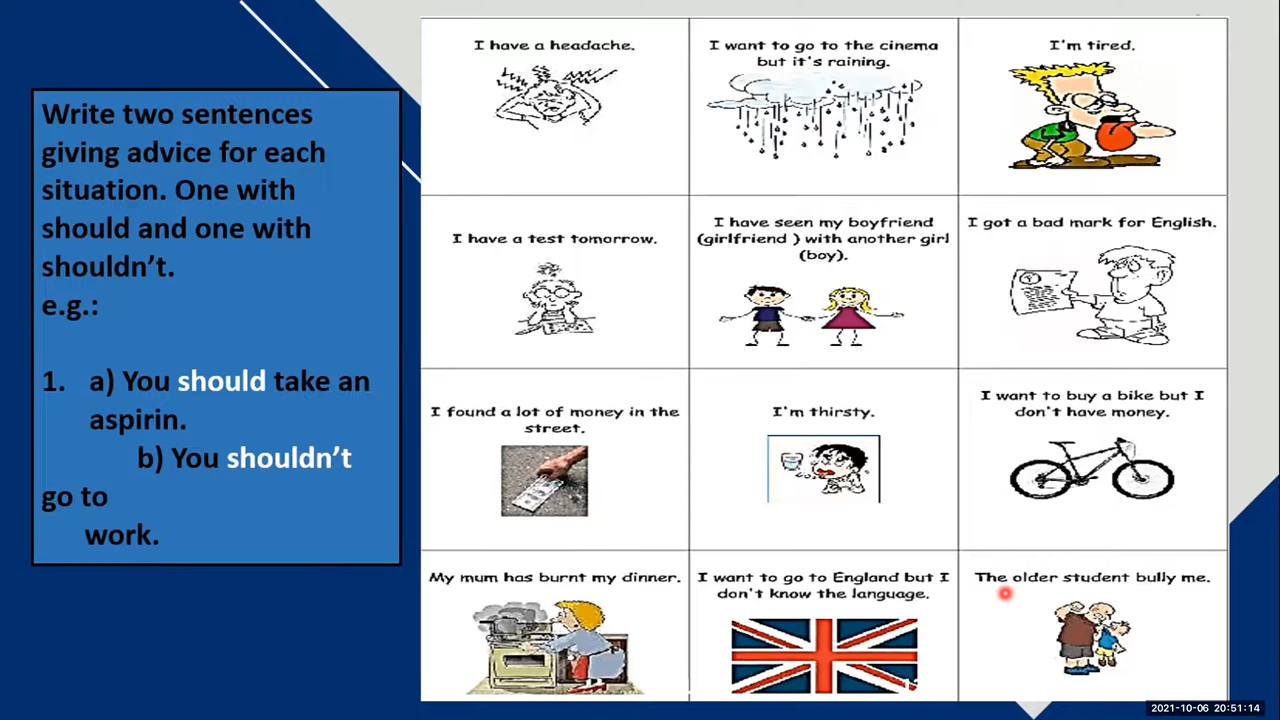 Write two sentences
giving advice for each
situation. One with
should and one with
shouldn't.
e.g.:
1. a) You should take an
aspirin.
b) You shouldn't
go to
work.
I have a headache.
I want to go to the cinema
but it's raining.
I'm tired.
I have a test tomorrow.
I have seen my boyfriend
(girlfriend ) with another girl
(boy).
I got a bad mark for English.
I found a lot of money in the
street.
I'm thirsty.
I want to buy a bike but I
don't have money.
My mum has burnt my dinner.
I want to go to England but I
don't know the language.
The older student bully me.
2021-10-06 20:51:14